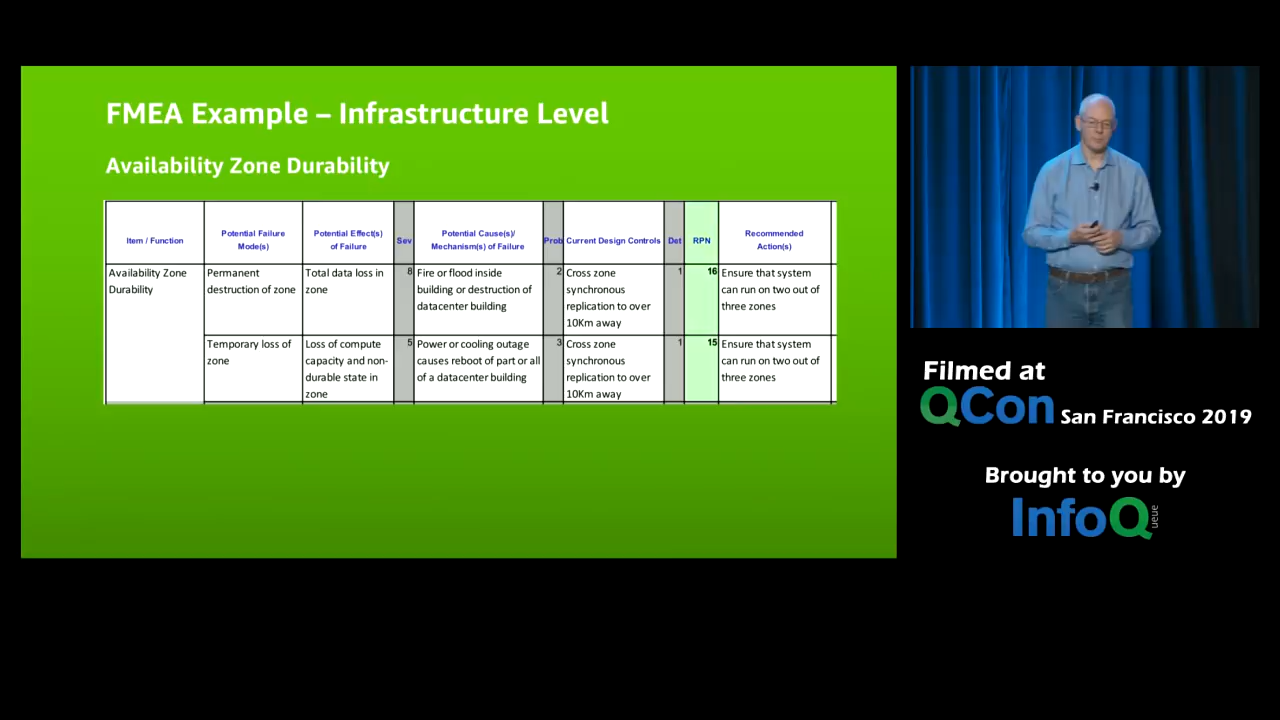 FMEA Example – Infrastructure Level
Availability Zone Durability
Item / Function
Potential Failure
Mode(s)
Potential Effect(s)
of Failure
Sev
Potential Cause(s)/
Mechanism(s) of Failure
Prob
Current Design Controls
Det
RPN
Recommended
Action(s)
Availability Zone
Durability
Permanent
destruction of zone
Total data loss in
zone
8
Fire or flood inside
building or destruction of
datacenter building
2
Cross zone
synchronous
replication to over
10Km away
1
16
Ensure that system
can run on two out of
three zones
Temporary loss of
zone
Loss of compute
capacity and non-
durable state in
zone
5
Power or cooling outage
causes reboot of part or all
of a datacenter building
3
Cross zone
synchronous
replication to over
10Km away
1
15
Ensure that system
can run on two out of
three zones
Filmed at
QCon San Francisco 2019
Brought to you by
InfoQ
ueue